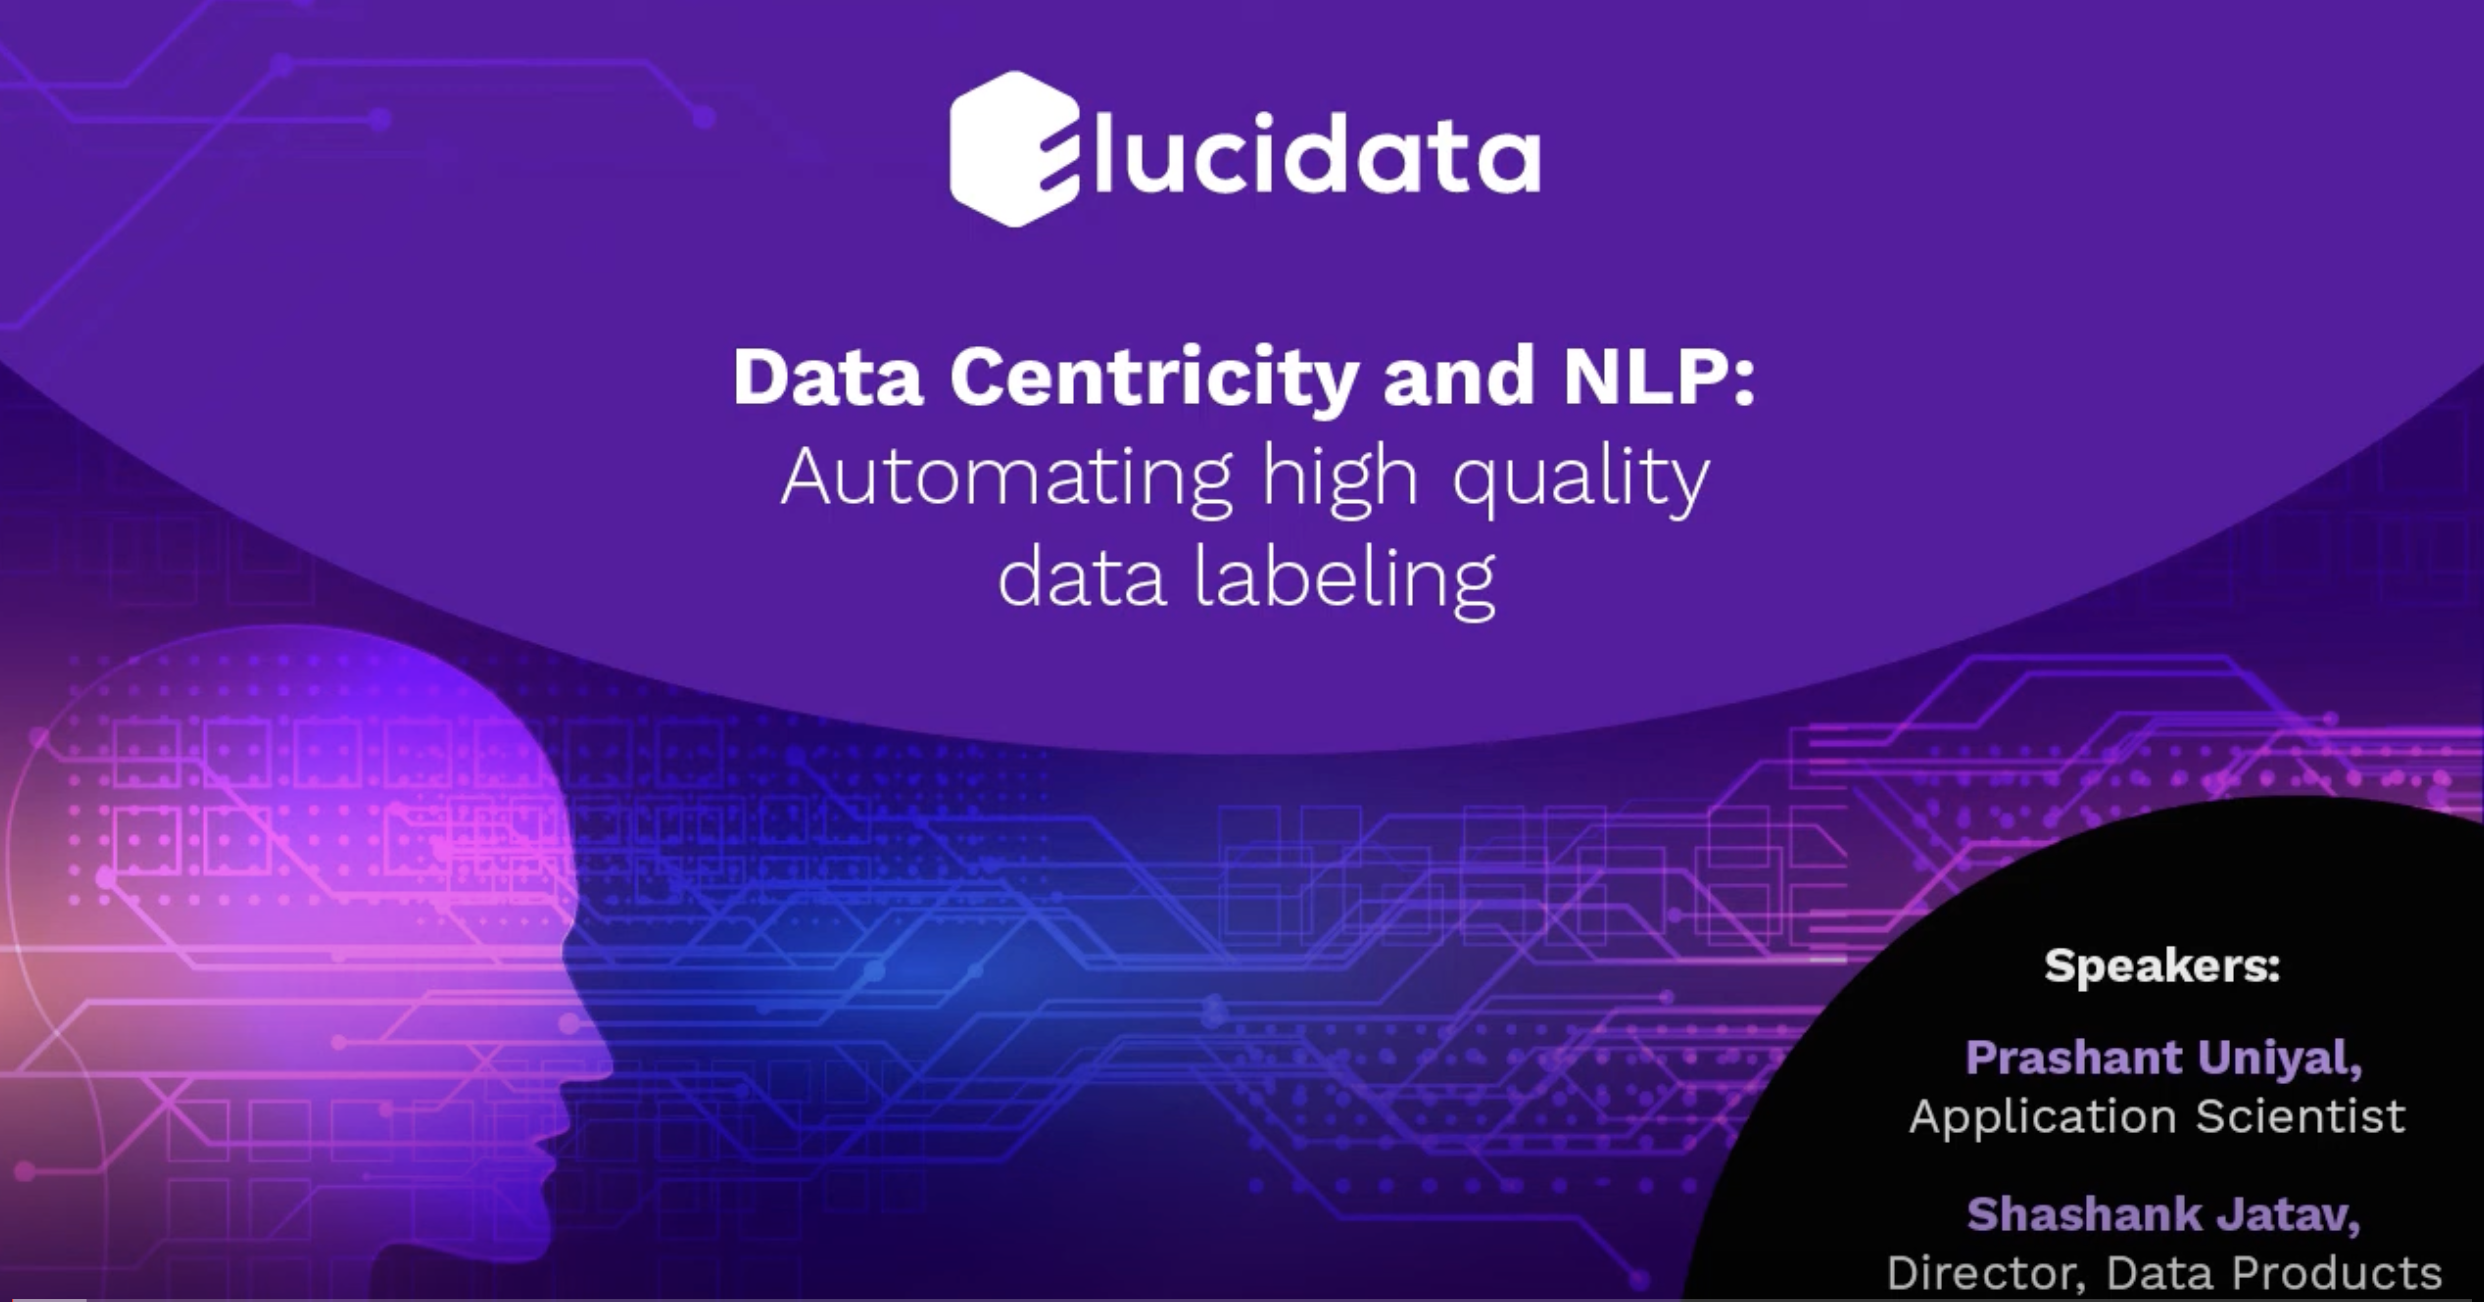 Elucidata
Data Centricity and NLP:
Automating high quality
data labeling
Speakers:
Prashant Uniyal,
Application Scientist
Shashank Jatav,
Director, Data Products